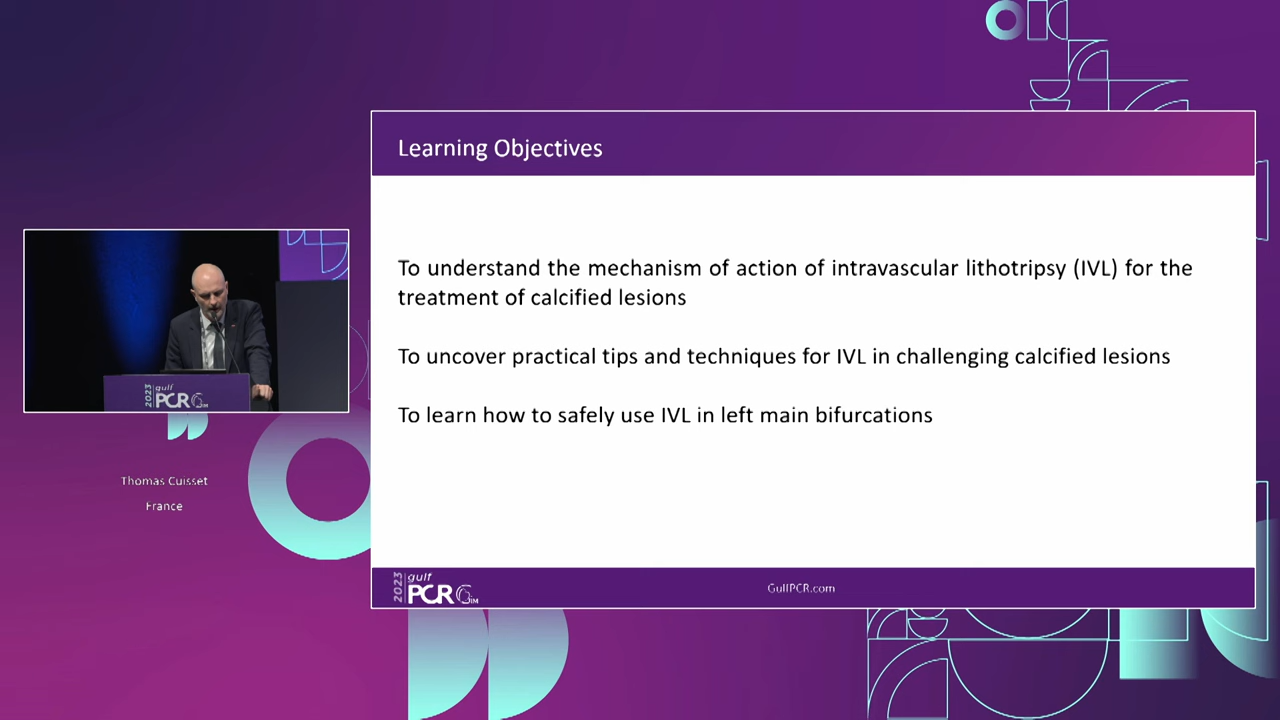 Learning Objectives
To understand the mechanism of action of intravascular lithotripsy (IVL) for the
treatment of calcified lesions
To uncover practical tips and techniques for IVL in challenging calcified lesions
To learn how to safely use IVL in left main bifurcations
2023 gulf PCR GIM
Thomas Cuisset
France
2023 gulf PCR GIM
GulfPCR.com